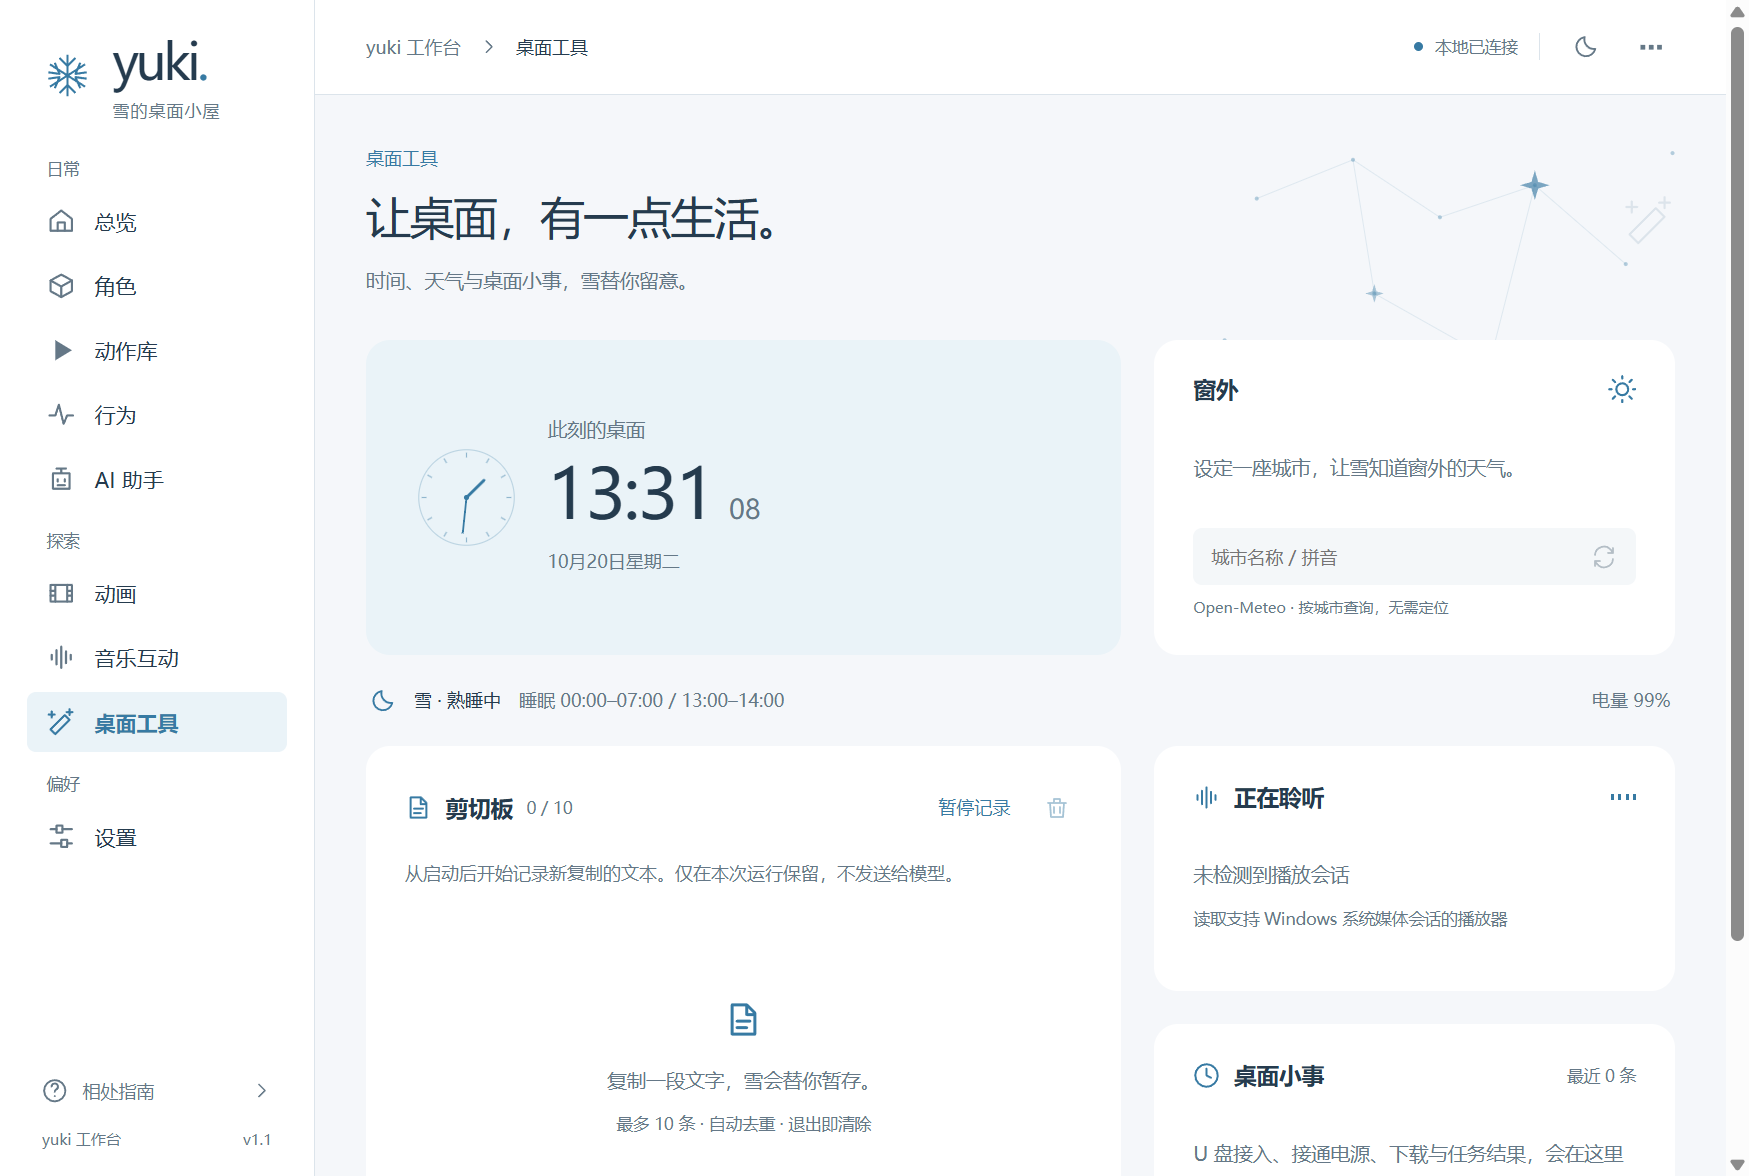 yuki.
雪的桌面小屋
日常
总览
角色
动作库
行为
AI 助手
探索
动画
音乐互动
桌面工具
偏好
设置
相处指南
yuki 工作台
v1.1
yuki 工作台
桌面工具
本地已连接
桌面工具
让桌面，有一点生活。
时间、天气与桌面小事，雪替你留意。
此刻的桌面
13:31 08
10月20日星期二
窗外
设定一座城市，让雪知道窗外的天气。
城市名称 / 拼音
Open-Meteo · 按城市查询，无需定位
雪 · 熟睡中 睡眠 00:00–07:00 / 13:00–14:00
电量 99%
剪切板 0 / 10
暂停记录
从启动后开始记录新复制的文本。仅在本次运行保留，不发送给模型。
复制一段文字，雪会替你暂存。
最多 10 条 · 自动去重 · 退出即清除
正在聆听
未检测到播放会话
读取支持 Windows 系统媒体会话的播放器
桌面小事
最近 0 条
U 盘接入、接通电源、下载与任务结果，会在这里